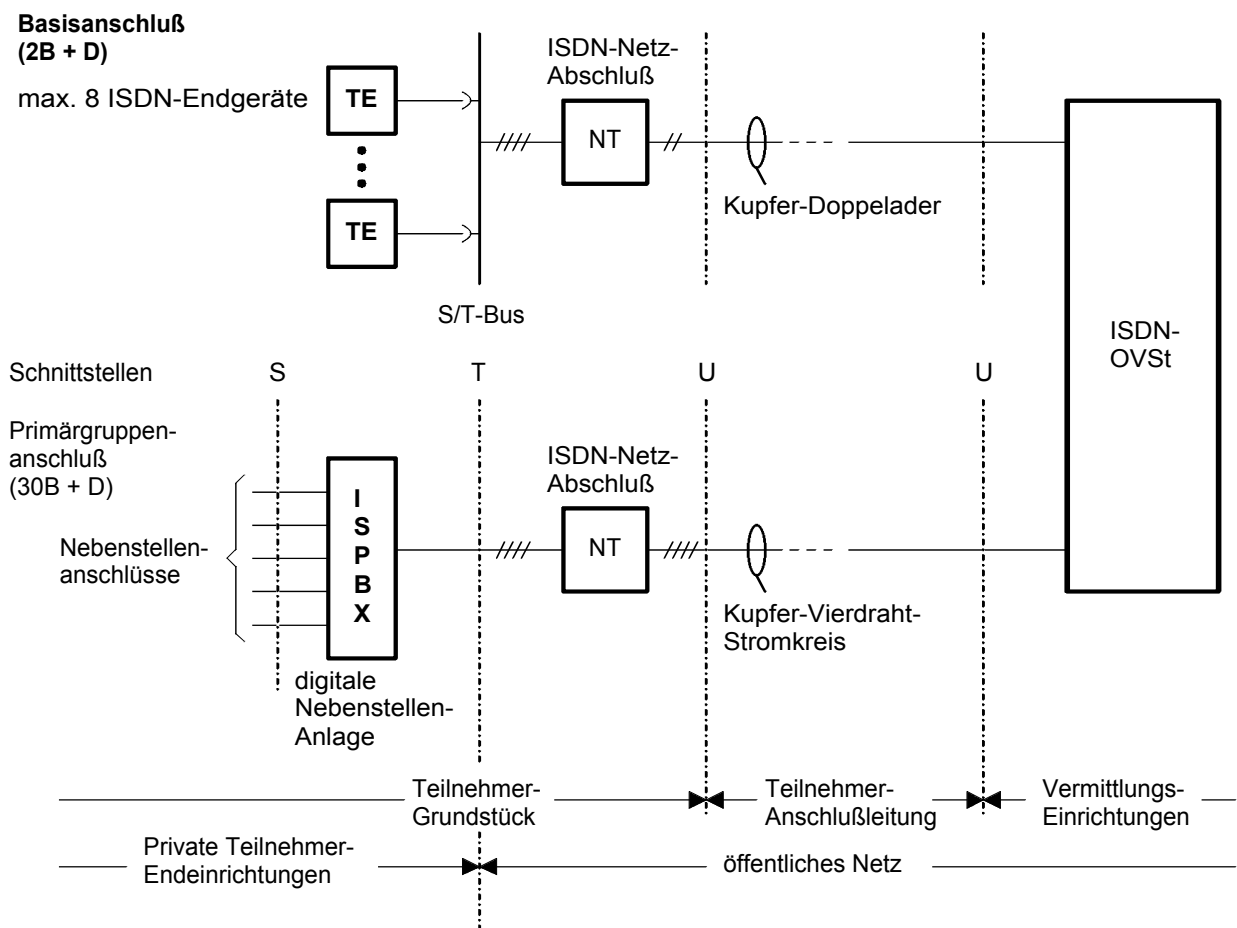 Basisanschluß
(2B + D)
max. 8 ISDN-Endgeräte
TE
TE
S/T-Bus
ISDN-Netz-
Abschluß
NT
Kupfer-Doppelader
ISDN-
OVSt
Schnittstellen
S
T
U
U
Primärgruppen-
anschluß
(30B + D)
Nebenstellen-
anschlüsse
I
S
P
B
X
digitale
Nebenstellen-
Anlage
ISDN-Netz-
Abschluß
NT
Kupfer-Vierdraht-
Stromkreis
Teilnehmer-
Grundstück
Teilnehmer-
Anschlußleitung
Vermittlungs-
Einrichtungen
Private Teilnehmer-
Endeinrichtungen
öffentliches Netz